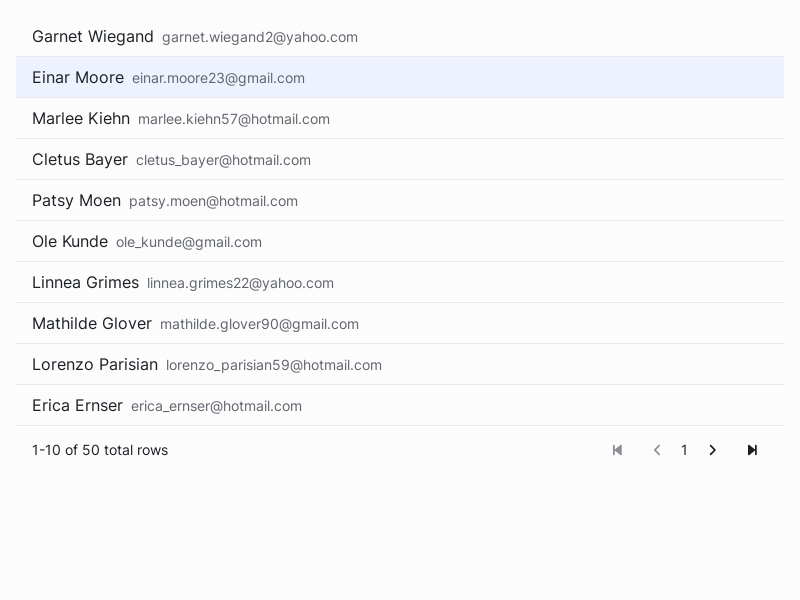 Garnet Wiegand garnet.wiegand2@yahoo.com
Einar Moore einar.moore23@gmail.com
Marlee Kiehn marlee.kiehn57@hotmail.com
Cletus Bayer cletus_bayer@hotmail.com
Patsy Moen patsy.moen@hotmail.com
Ole Kunde ole_kunde@gmail.com
Linnea Grimes linnea.grimes22@yahoo.com
Mathilde Glover mathilde.glover90@gmail.com
Lorenzo Parisian lorenzo_parisian59@hotmail.com
Erica Ernser erica_ernser@hotmail.com
1-10 of 50 total rows 1